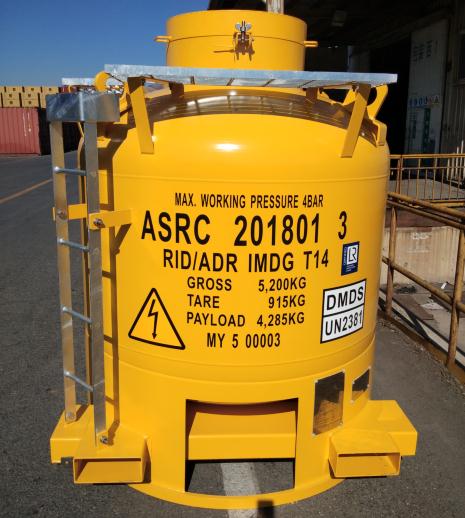 MAX. WORKING PRESSURE 4BAR
ASRC 201801 3
RID/ADR IMDG T14
GROSS 5,200KG
TARE 915KG
PAYLOAD 4,285KG
MY 5 00003
LR
DMDS
UN2381